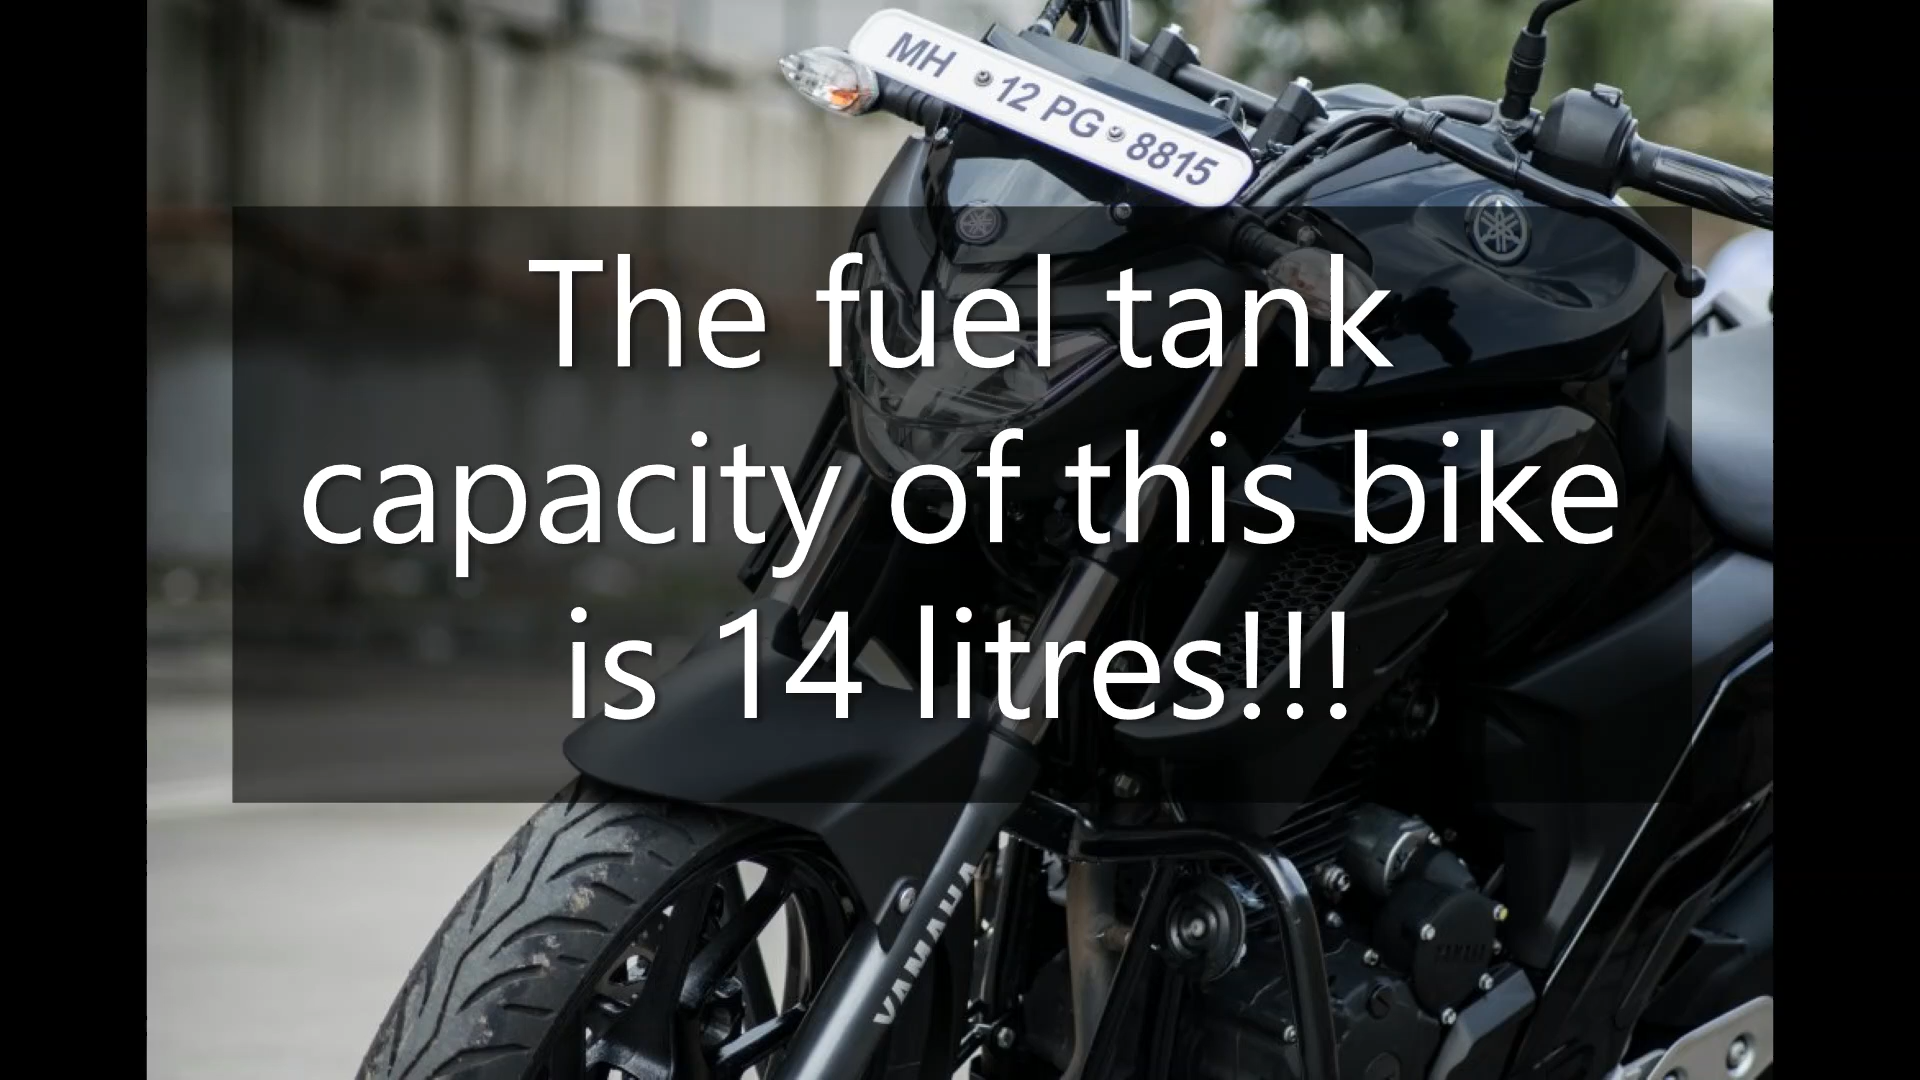 MH 12 PG 8815
The fuel tank
capacity of this bike
is 14 litres!!!
YAMAHA